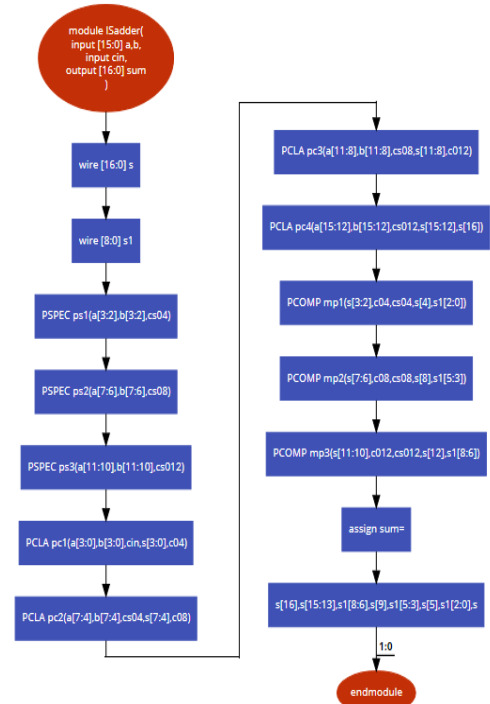 module ISadder(
input [15:0] a,b,
input cin,
output [16:0] sum
)
wire [16:0] s
wire [8:0] s1
PSPEC ps1(a[3:2],b[3:2],cs04)
PSPEC ps2(a[7:6],b[7:6],cs08)
PSPEC ps3(a[11:10],b[11:10],cs012)
PCLA pc1(a[3:0],b[3:0],cin,s[3:0],c04)
PCLA pc2(a[7:4],b[7:4],cs04,s[7:4],c08)
PCLA pc3(a[11:8],b[11:8],cs08,s[11:8],c012)
PCLA pc4(a[15:12],b[15:12],cs012,s[15:12],s[16])
PCOMP mp1(s[3:2],c04,cs04,s[4],s1[2:0])
PCOMP mp2(s[7:6],c08,cs08,s[8],s1[5:3])
PCOMP mp3(s[11:10],c012,cs012,s[12],s1[8:6])
assign sum=
s[16],s[15:13],s1[8:6],s[9],s1[5:3],s[5],s1[2:0],s
1:0
endmodule